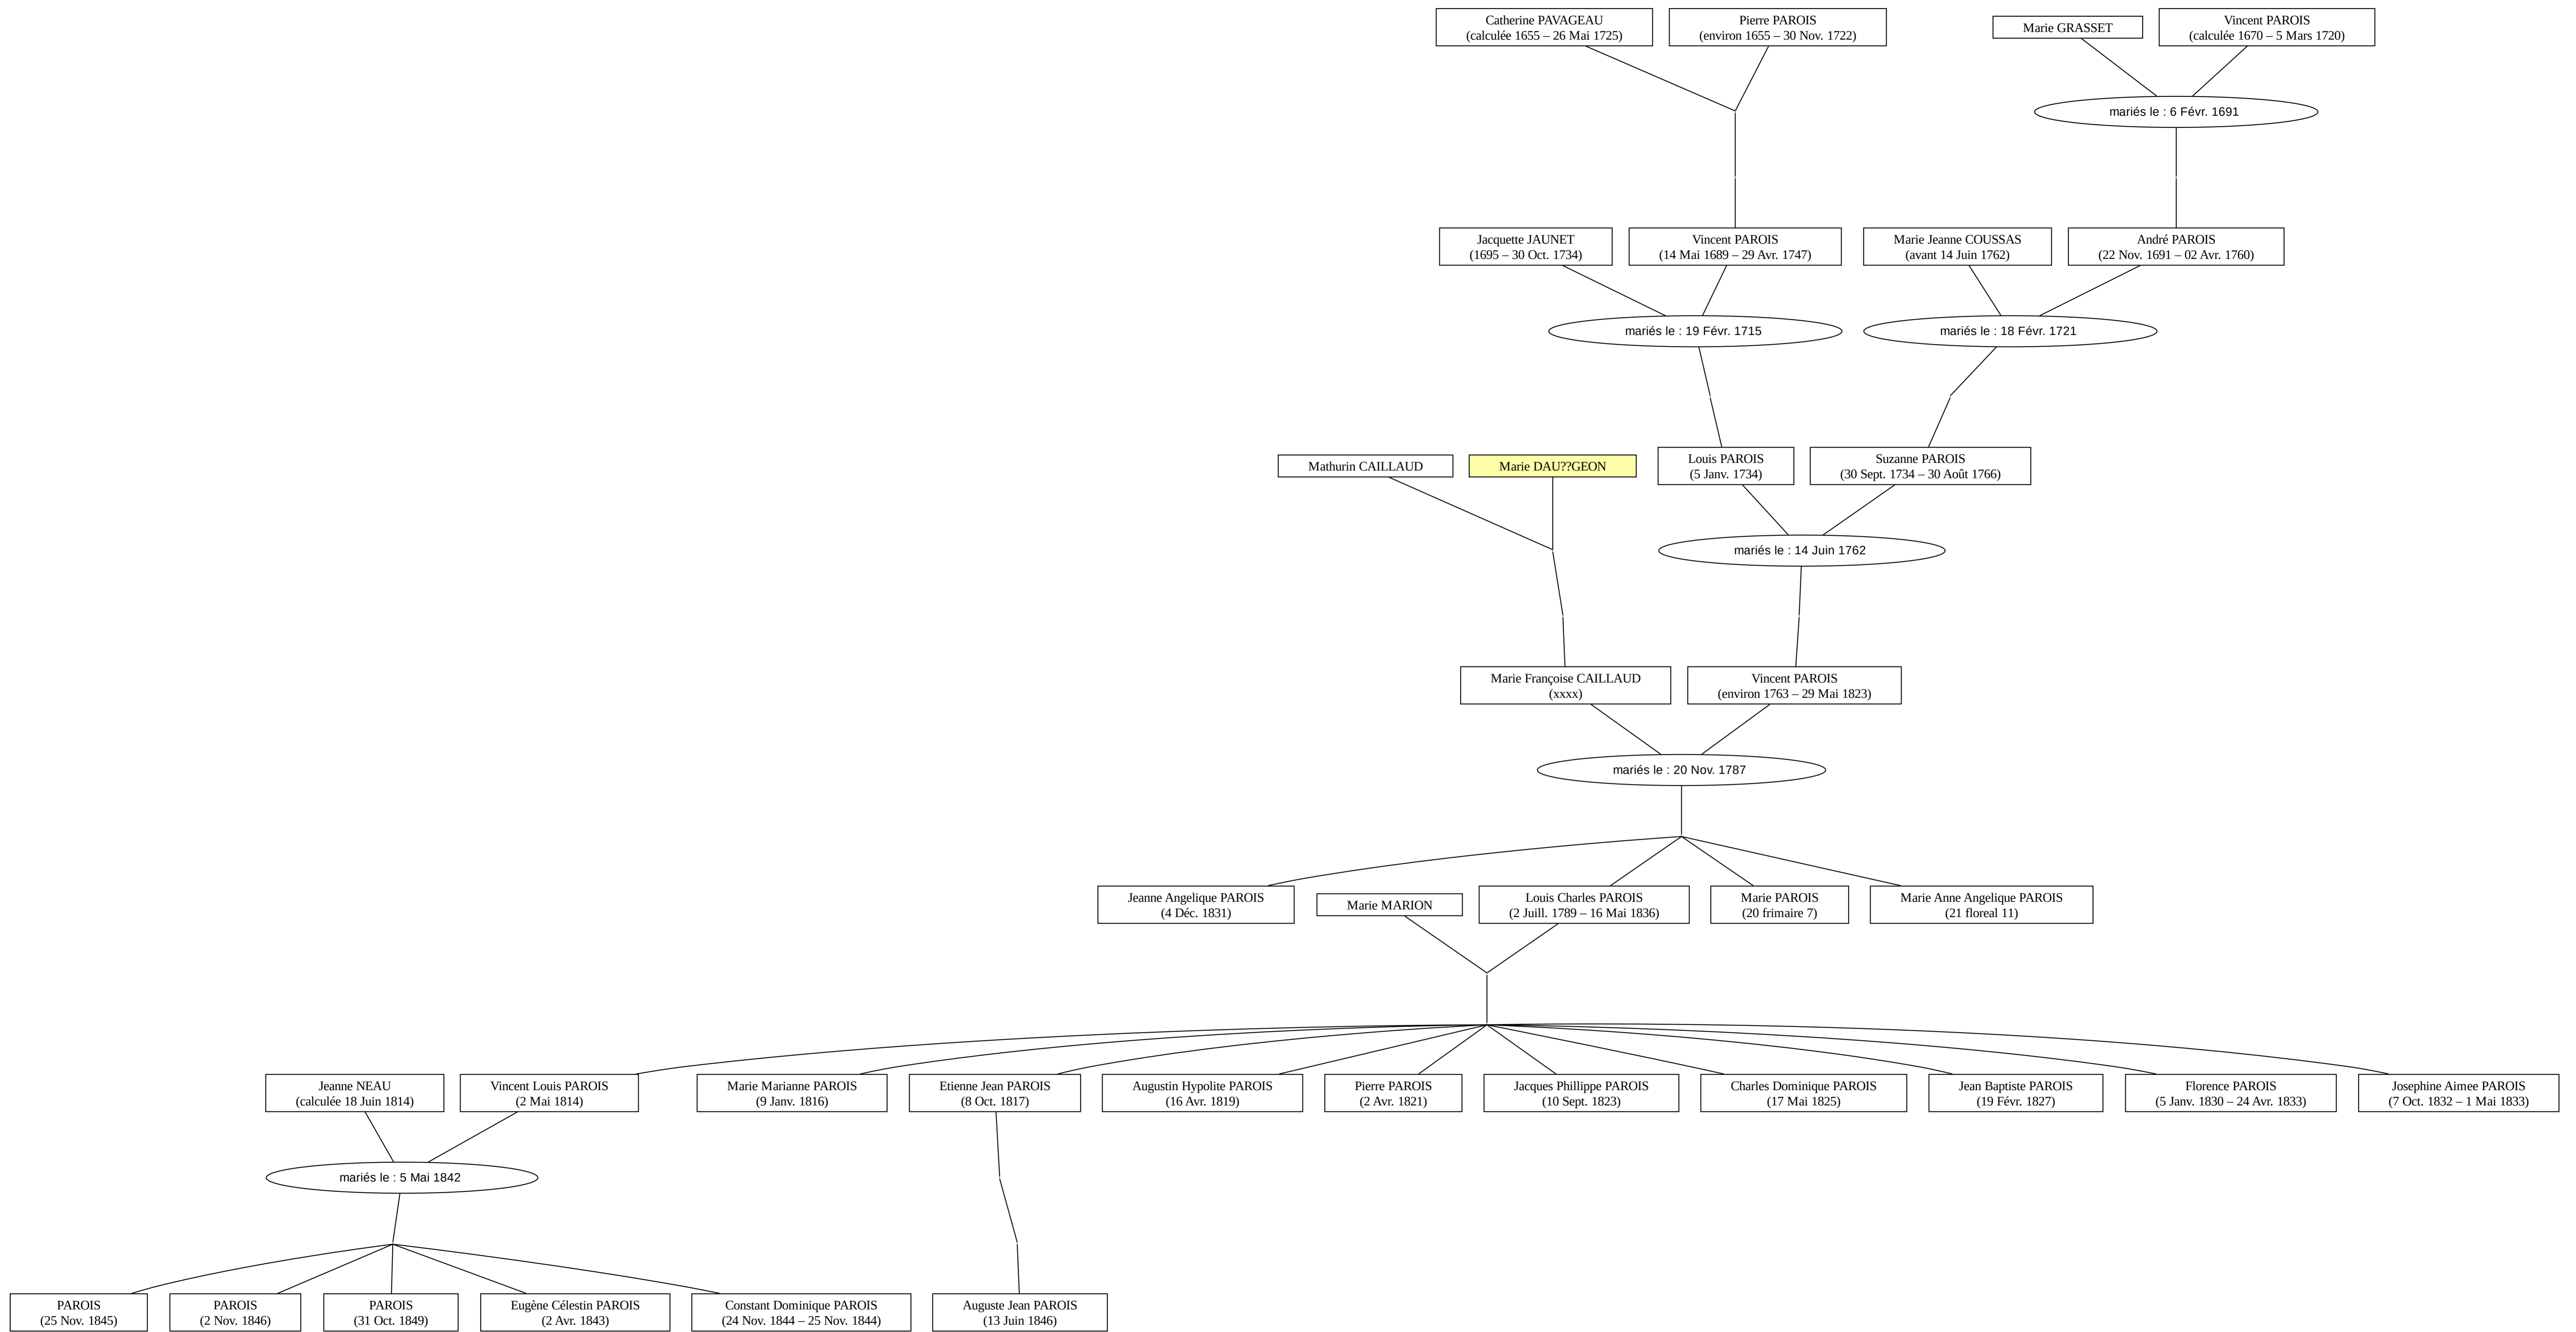 Catherine PAVAGEAU
(calculée 1655 – 26 Mai 1725)
Pierre PAROIS
(environ 1655 – 30 Nov. 1722)
Marie GRASSET
Vincent PAROIS
(calculée 1670 – 5 Mars 1720)
mariés le : 6 Févr. 1691
Jacquette JAUNET
(1695 – 30 Oct. 1734)
Vincent PAROIS
(14 Mai 1689 – 29 Avr. 1747)
Marie Jeanne COUSSAS
(avant 14 Juin 1762)
André PAROIS
(22 Nov. 1691 – 02 Avr. 1760)
mariés le : 19 Févr. 1715
mariés le : 18 Févr. 1721
Mathurin CAILLAUD
Marie DAU??GEON
Louis PAROIS
(5 Janv. 1734)
Suzanne PAROIS
(30 Sept. 1734 – 30 Août 1766)
mariés le : 14 Juin 1762
Marie Françoise CAILLAUD
(xxxx)
Vincent PAROIS
(environ 1763 – 29 Mai 1823)
mariés le : 20 Nov. 1787
Jeanne Angelique PAROIS
(4 Déc. 1831)
Marie MARION
Louis Charles PAROIS
(2 Juill. 1789 – 16 Mai 1836)
Marie PAROIS
(20 frimaire 7)
Marie Anne Angelique PAROIS
(21 floreal 11)
Jeanne NEAU
(calculée 18 Juin 1814)
Vincent Louis PAROIS
(2 Mai 1814)
Marie Marianne PAROIS
(9 Janv. 1816)
Etienne Jean PAROIS
(8 Oct. 1817)
Augustin Hypolite PAROIS
(16 Avr. 1819)
Pierre PAROIS
(2 Avr. 1821)
Jacques Phillippe PAROIS
(10 Sept. 1823)
Charles Dominique PAROIS
(17 Mai 1825)
Jean Baptiste PAROIS
(19 Févr. 1827)
Florence PAROIS
(5 Janv. 1830 – 24 Avr. 1833)
Josephine Aimee PAROIS
(7 Oct. 1832 – 1 Mai 1833)
mariés le : 5 Mai 1842
PAROIS
(25 Nov. 1845)
PAROIS
(2 Nov. 1846)
PAROIS
(31 Oct. 1849)
Eugène Célestin PAROIS
(2 Avr. 1843)
Constant Dominique PAROIS
(24 Nov. 1844 – 25 Nov. 1844)
Auguste Jean PAROIS
(13 Juin 1846)